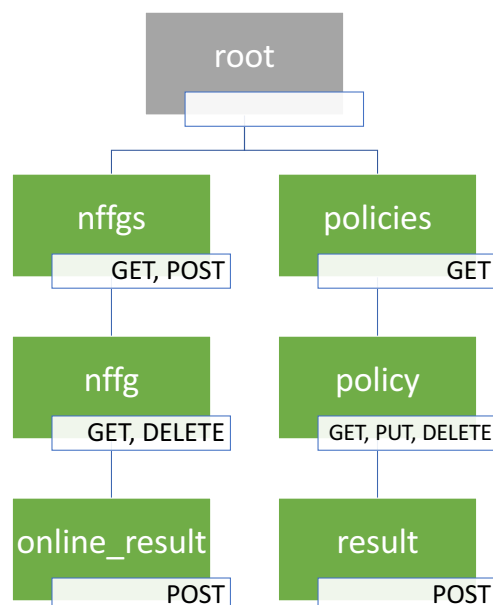 root
nffgs
GET, POST
policies
GET
nffg
GET, DELETE
policy
GET, PUT, DELETE
online_result
POST
result
POST